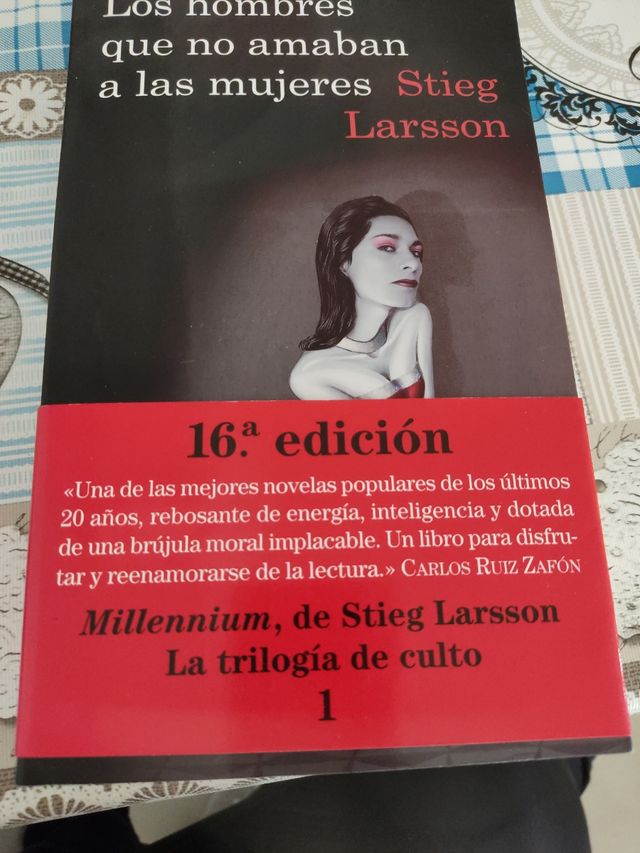 Los hombres
que no amaban
a las mujeres Stieg
Larsson
16.ª edición
«Una de las mejores novelas populares de los últimos
20 años, rebosante de energía, inteligencia y dotada
de una brújula moral implacable. Un libro para disfru-
tar y reenamorarse de la lectura.» CARLOS RUIZ ZAFÓN
Millennium, de Stieg Larsson
La trilogía de culto
1